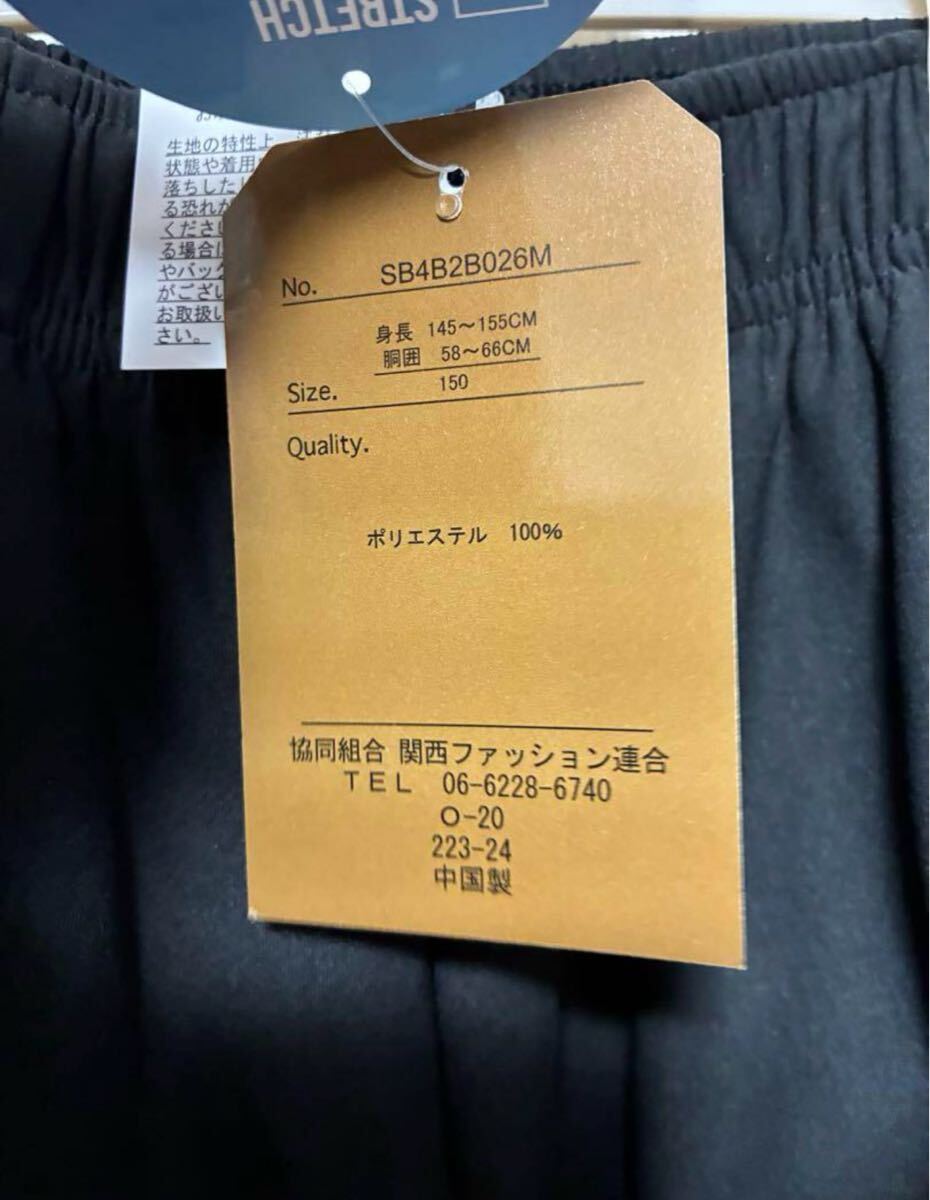 STRETCH
生地の特性上
状態や着用
落ちした
る恐れが
くださ
る場合は
やバッグ
がござい
お取扱い
さい。
No. SB4B2B026M
身長 145～155CM
胴囲 58～66CM
Size. 150
Quality.
ポリエステル 100%
協同組合 関西ファッション連合
TEL 06-6228-6740
O-20
223-24
中国製